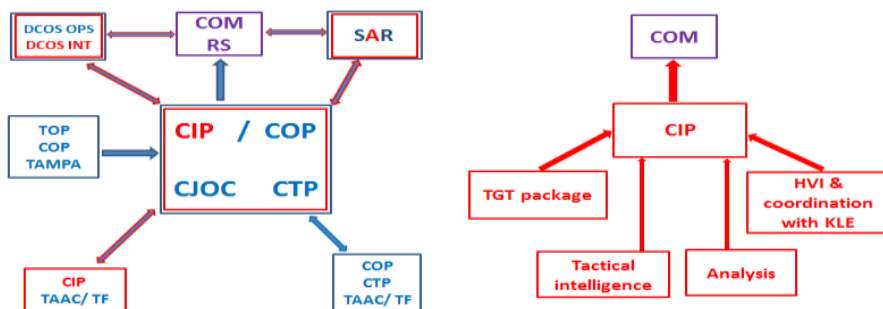 DCOS OPS
DCOS INT
COM
RS
SAR
CIP / COP
CJOC CTP
TOP
COP
TAMPA
CIP
TAAC/ TF
COP
CTP
TAAC/ TF
COM
CIP
TGT package
HVI &
coordination
with KLE
Tactical
intelligence
Analysis